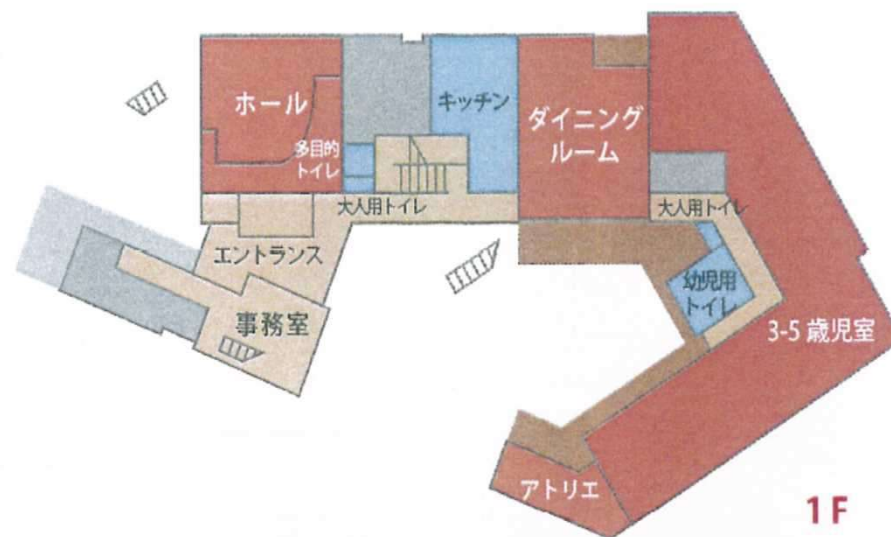 ホール
多目的
トイレ
キッチン
ダイニング
ルーム
大人用トイレ
大人用トイレ
エントランス
幼児用
トイレ
事務室
3-5 歳児室
アトリエ
1F